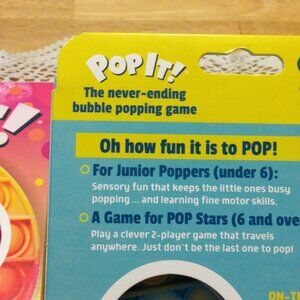 POP IT!
The never-ending
bubble popping game
Oh how fun it is to POP!
For Junior Poppers (under 6):
Sensory fun that keeps the little ones busy
popping ... and learning fine motor skills.
A Game for POP Stars (6 and ove
Play a clever 2-player game that travels
anywhere. Just don't be the last one to pop!